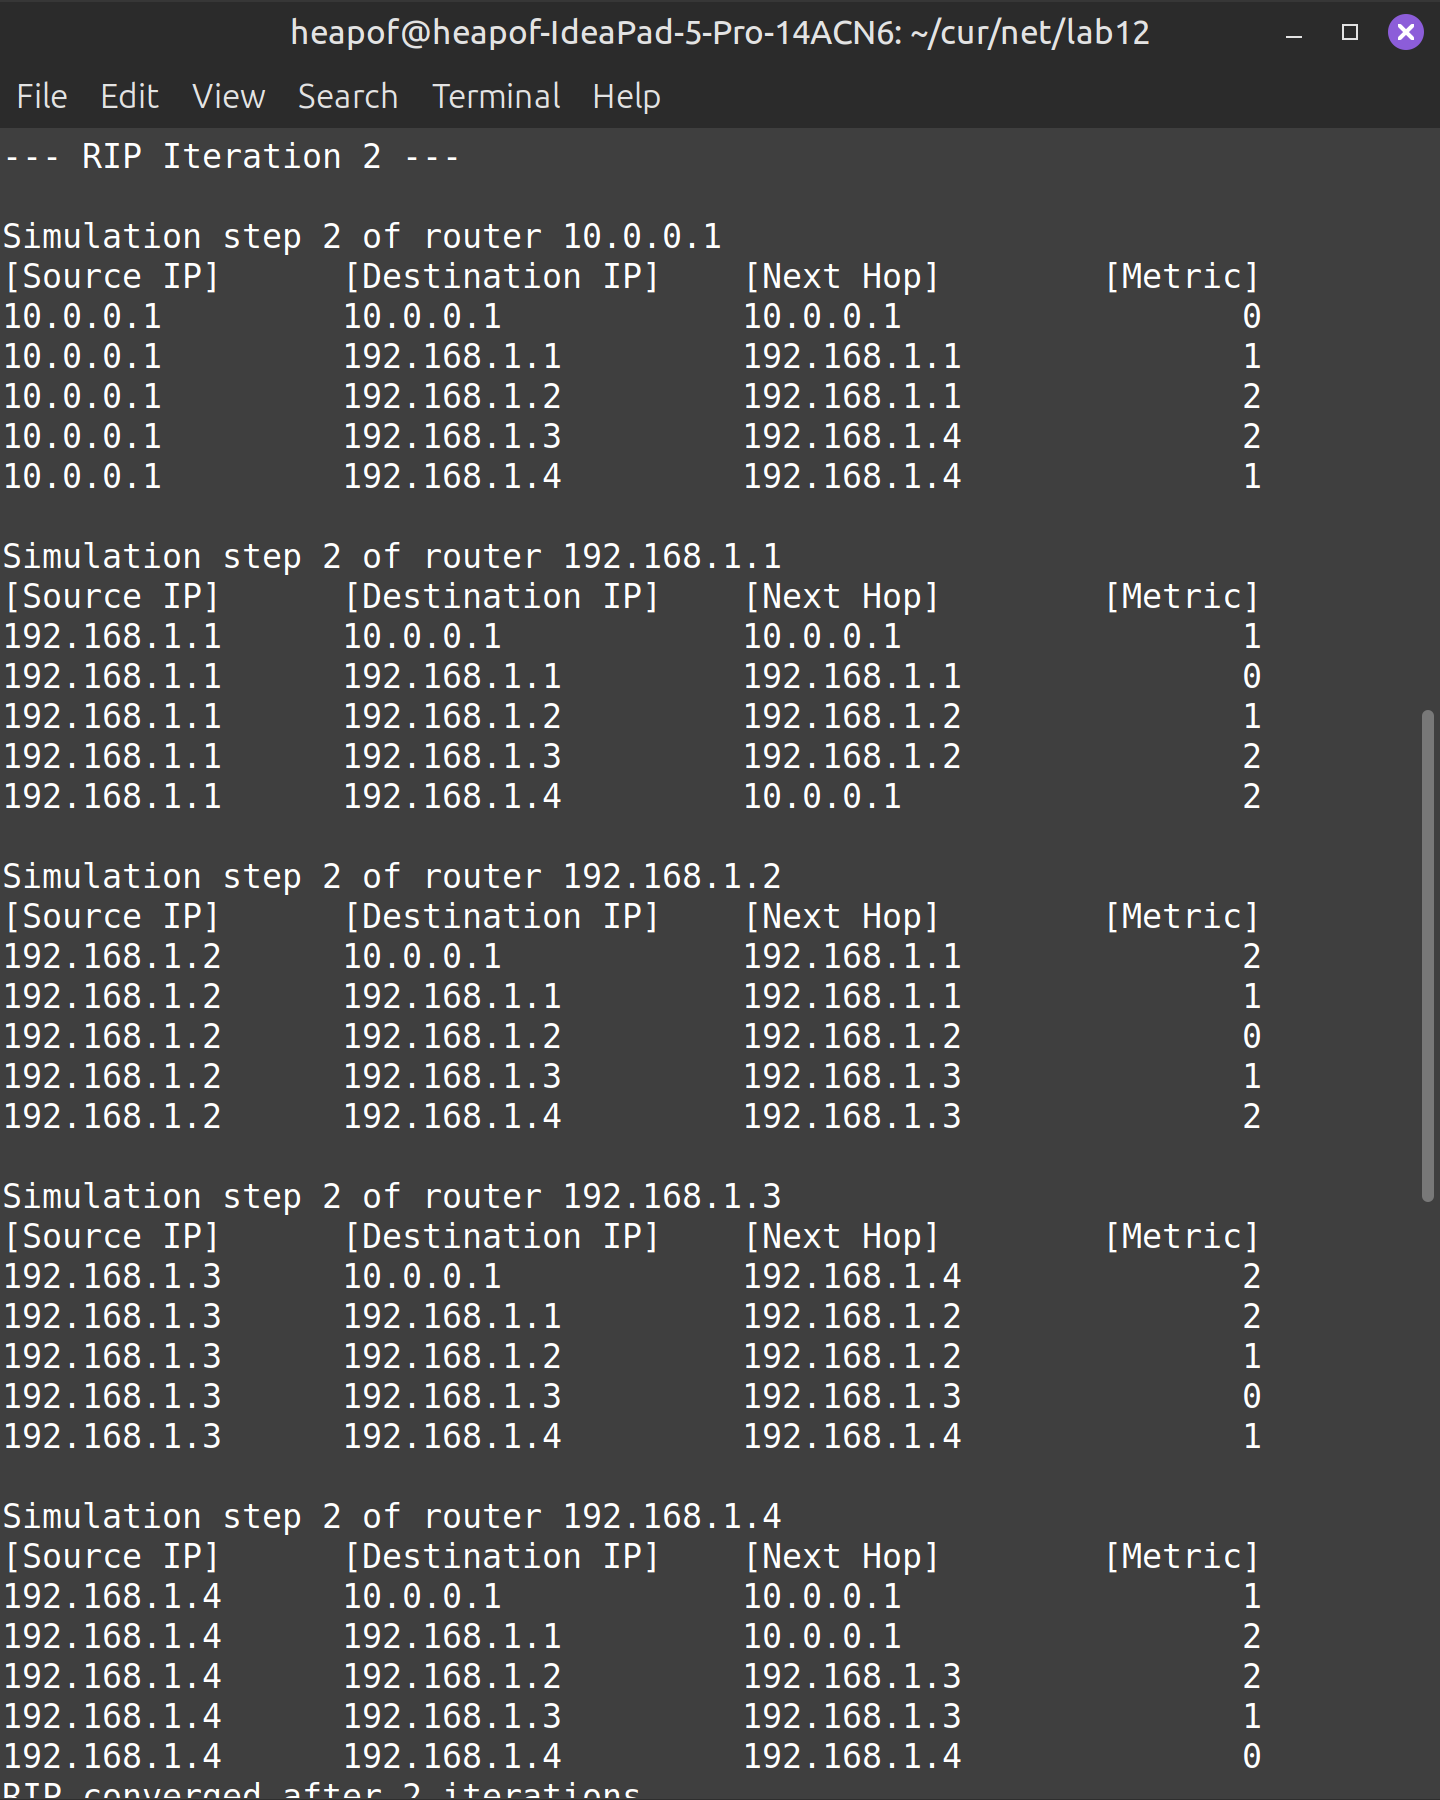 heapof@heapof-IdeaPad-5-Pro-14ACN6: ~/cur/net/lab12
File Edit View Search Terminal Help
--- RIP Iteration 2 ---
Simulation step 2 of router 10.0.0.1
[Source IP] [Destination IP] [Next Hop] [Metric]
10.0.0.1 10.0.0.1 10.0.0.1 0
10.0.0.1 192.168.1.1 192.168.1.1 1
10.0.0.1 192.168.1.2 192.168.1.1 2
10.0.0.1 192.168.1.3 192.168.1.4 2
10.0.0.1 192.168.1.4 192.168.1.4 1
Simulation step 2 of router 192.168.1.1
[Source IP] [Destination IP] [Next Hop] [Metric]
192.168.1.1 10.0.0.1 10.0.0.1 1
192.168.1.1 192.168.1.1 192.168.1.1 0
192.168.1.1 192.168.1.2 192.168.1.2 1
192.168.1.1 192.168.1.3 192.168.1.2 2
192.168.1.1 192.168.1.4 10.0.0.1 2
Simulation step 2 of router 192.168.1.2
[Source IP] [Destination IP] [Next Hop] [Metric]
192.168.1.2 10.0.0.1 192.168.1.1 2
192.168.1.2 192.168.1.1 192.168.1.1 1
192.168.1.2 192.168.1.2 192.168.1.2 0
192.168.1.2 192.168.1.3 192.168.1.3 1
192.168.1.2 192.168.1.4 192.168.1.3 2
Simulation step 2 of router 192.168.1.3
[Source IP] [Destination IP] [Next Hop] [Metric]
192.168.1.3 10.0.0.1 192.168.1.4 2
192.168.1.3 192.168.1.1 192.168.1.2 2
192.168.1.3 192.168.1.2 192.168.1.2 1
192.168.1.3 192.168.1.3 192.168.1.3 0
192.168.1.3 192.168.1.4 192.168.1.4 1
Simulation step 2 of router 192.168.1.4
[Source IP] [Destination IP] [Next Hop] [Metric]
192.168.1.4 10.0.0.1 10.0.0.1 1
192.168.1.4 192.168.1.1 10.0.0.1 2
192.168.1.4 192.168.1.2 192.168.1.3 2
192.168.1.4 192.168.1.3 192.168.1.3 1
192.168.1.4 192.168.1.4 192.168.1.4 0
RIP converged after 2 iterations